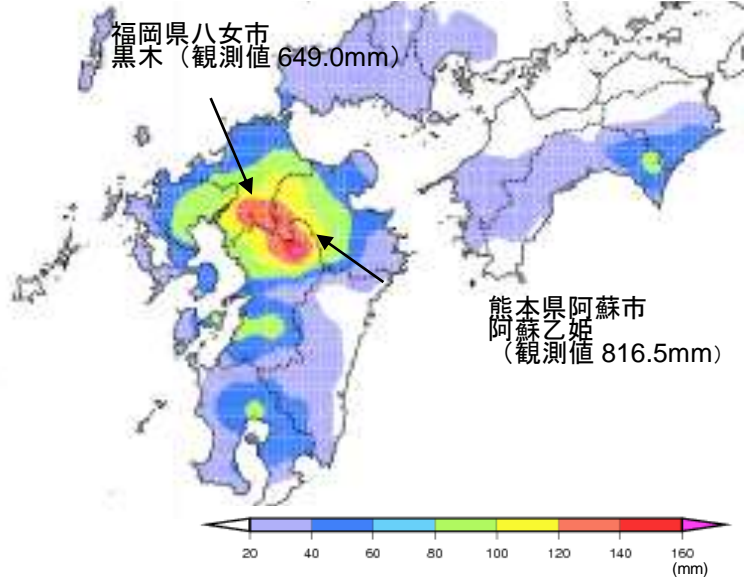 福岡県八女市
黒木（観測値 649.0mm）
熊本県阿蘇市
阿蘇乙姫
（観測値 816.5mm）
20 40 60 80 100 120 140 160
(mm)